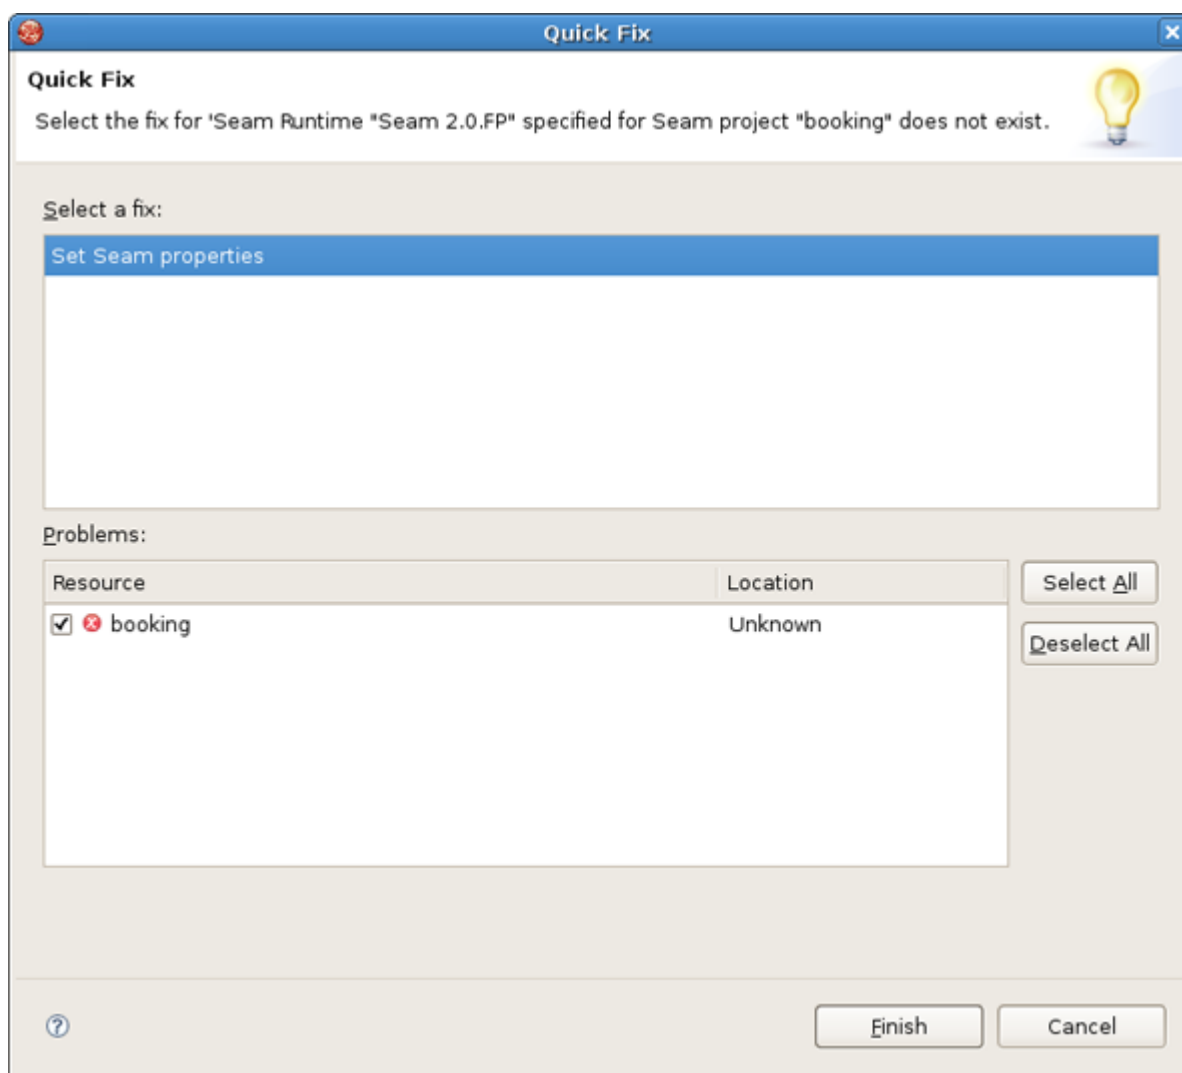 Quick Fix
Quick Fix
Select the fix for 'Seam Runtime "Seam 2.0.FP" specified for Seam project "booking" does not exist.
Select a fix:
Set Seam properties
Problems:
Resource Location
Select All
booking Unknown
Deselect All
Finish Cancel